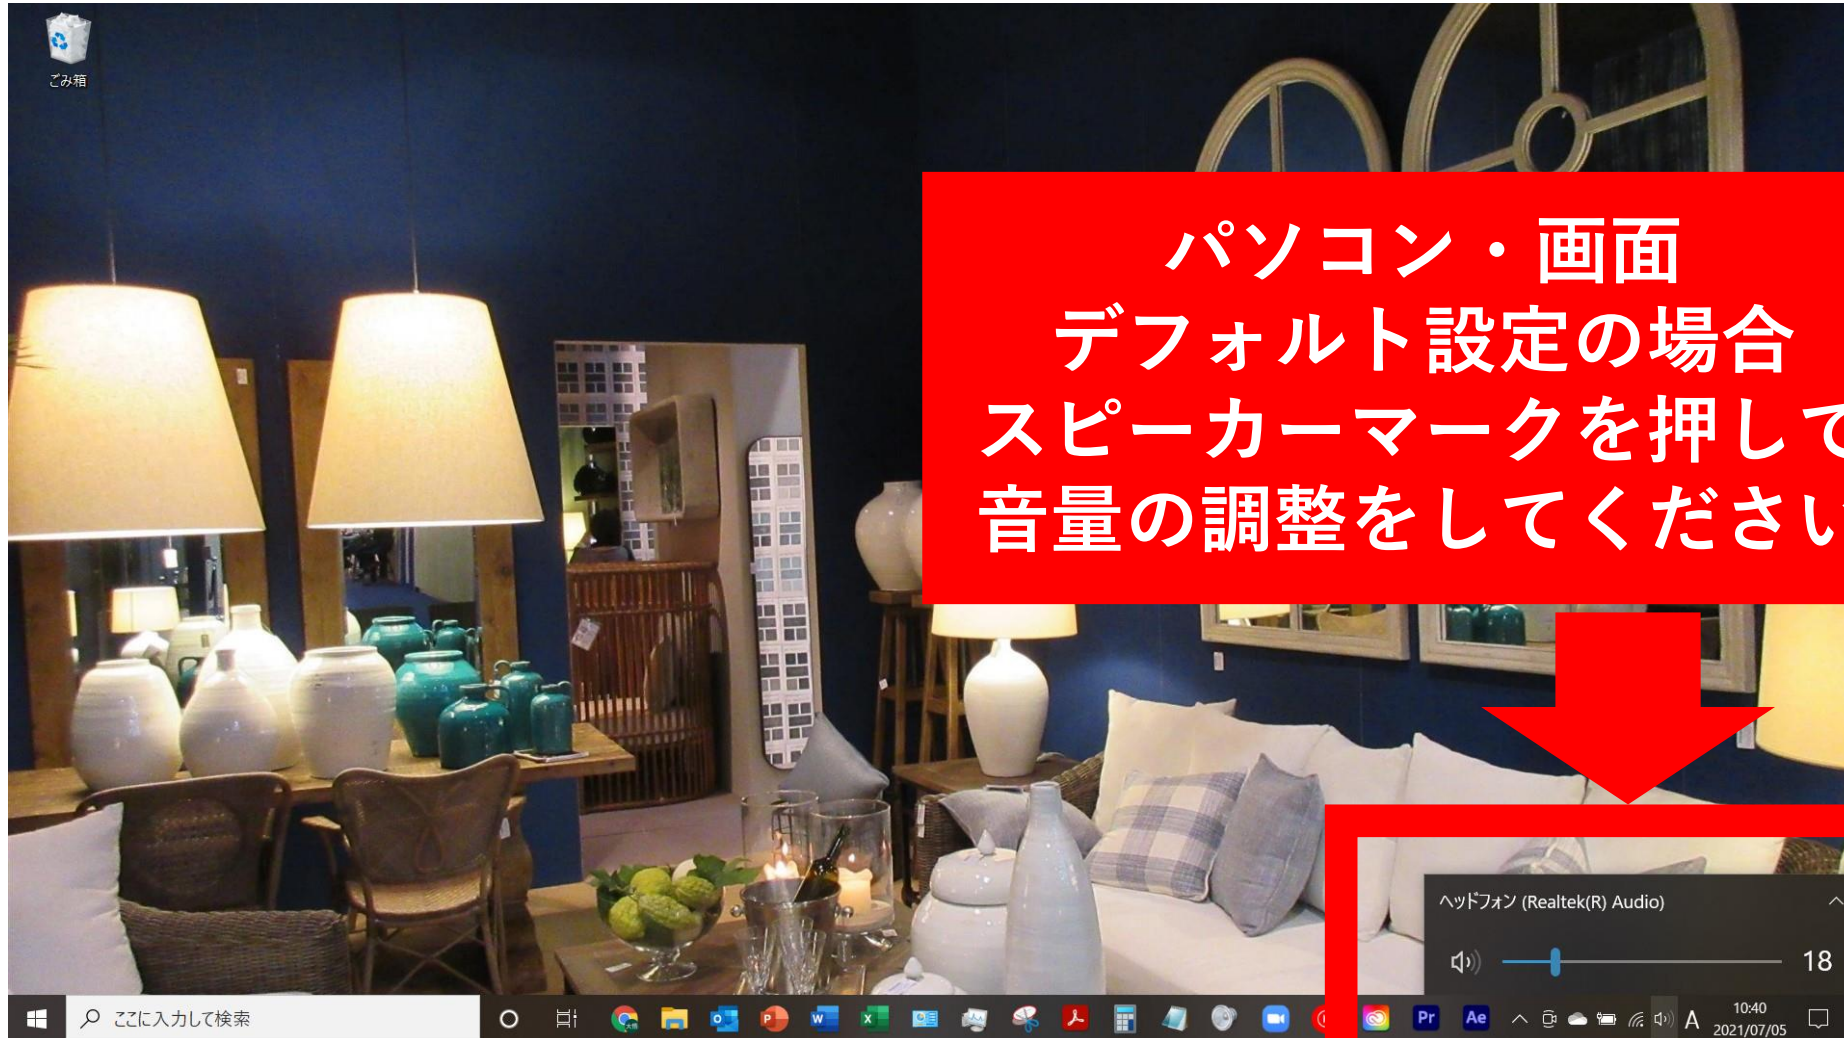 ごみ箱
パソコン・画面
デフォルト設定の場合
スピーカーマークを押して
音量の調整をしてください
ヘッドフォン (Realtek(R) Audio)
18
ここに入力して検索
Pr
Ae
A
10:40
2021/07/05